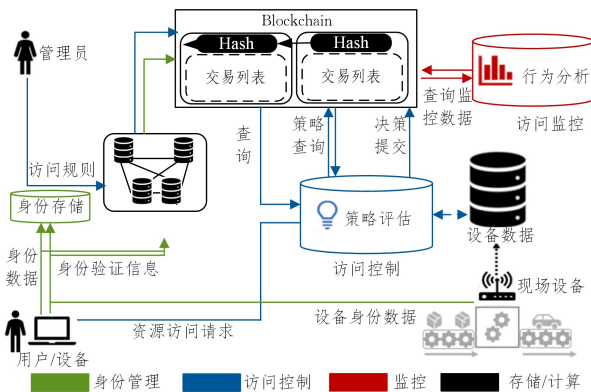 Blockchain
管理员
Hash
Hash
交易列表
交易列表
行为分析
查询监
控数据
访问监控
查
询
策略
查询
决策
提交
访问规则
身份存储
策略评估
设备数据
身份
数据
身份验证信息
访问控制
现场设备
设备身份数据
资源访问请求
用户/设备
身份管理
访问控制
监控
存储/计算